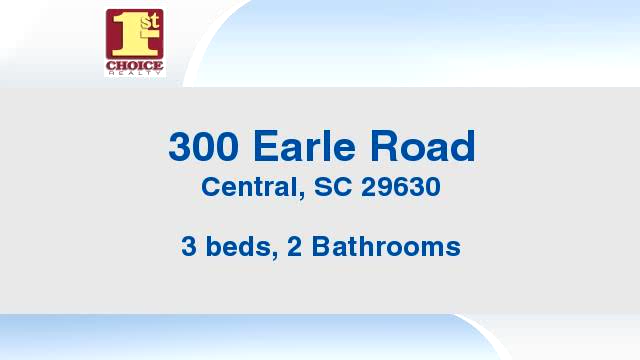 1st
CHOICE
REALTY
300 Earle Road
Central, SC 29630
3 beds, 2 Bathrooms